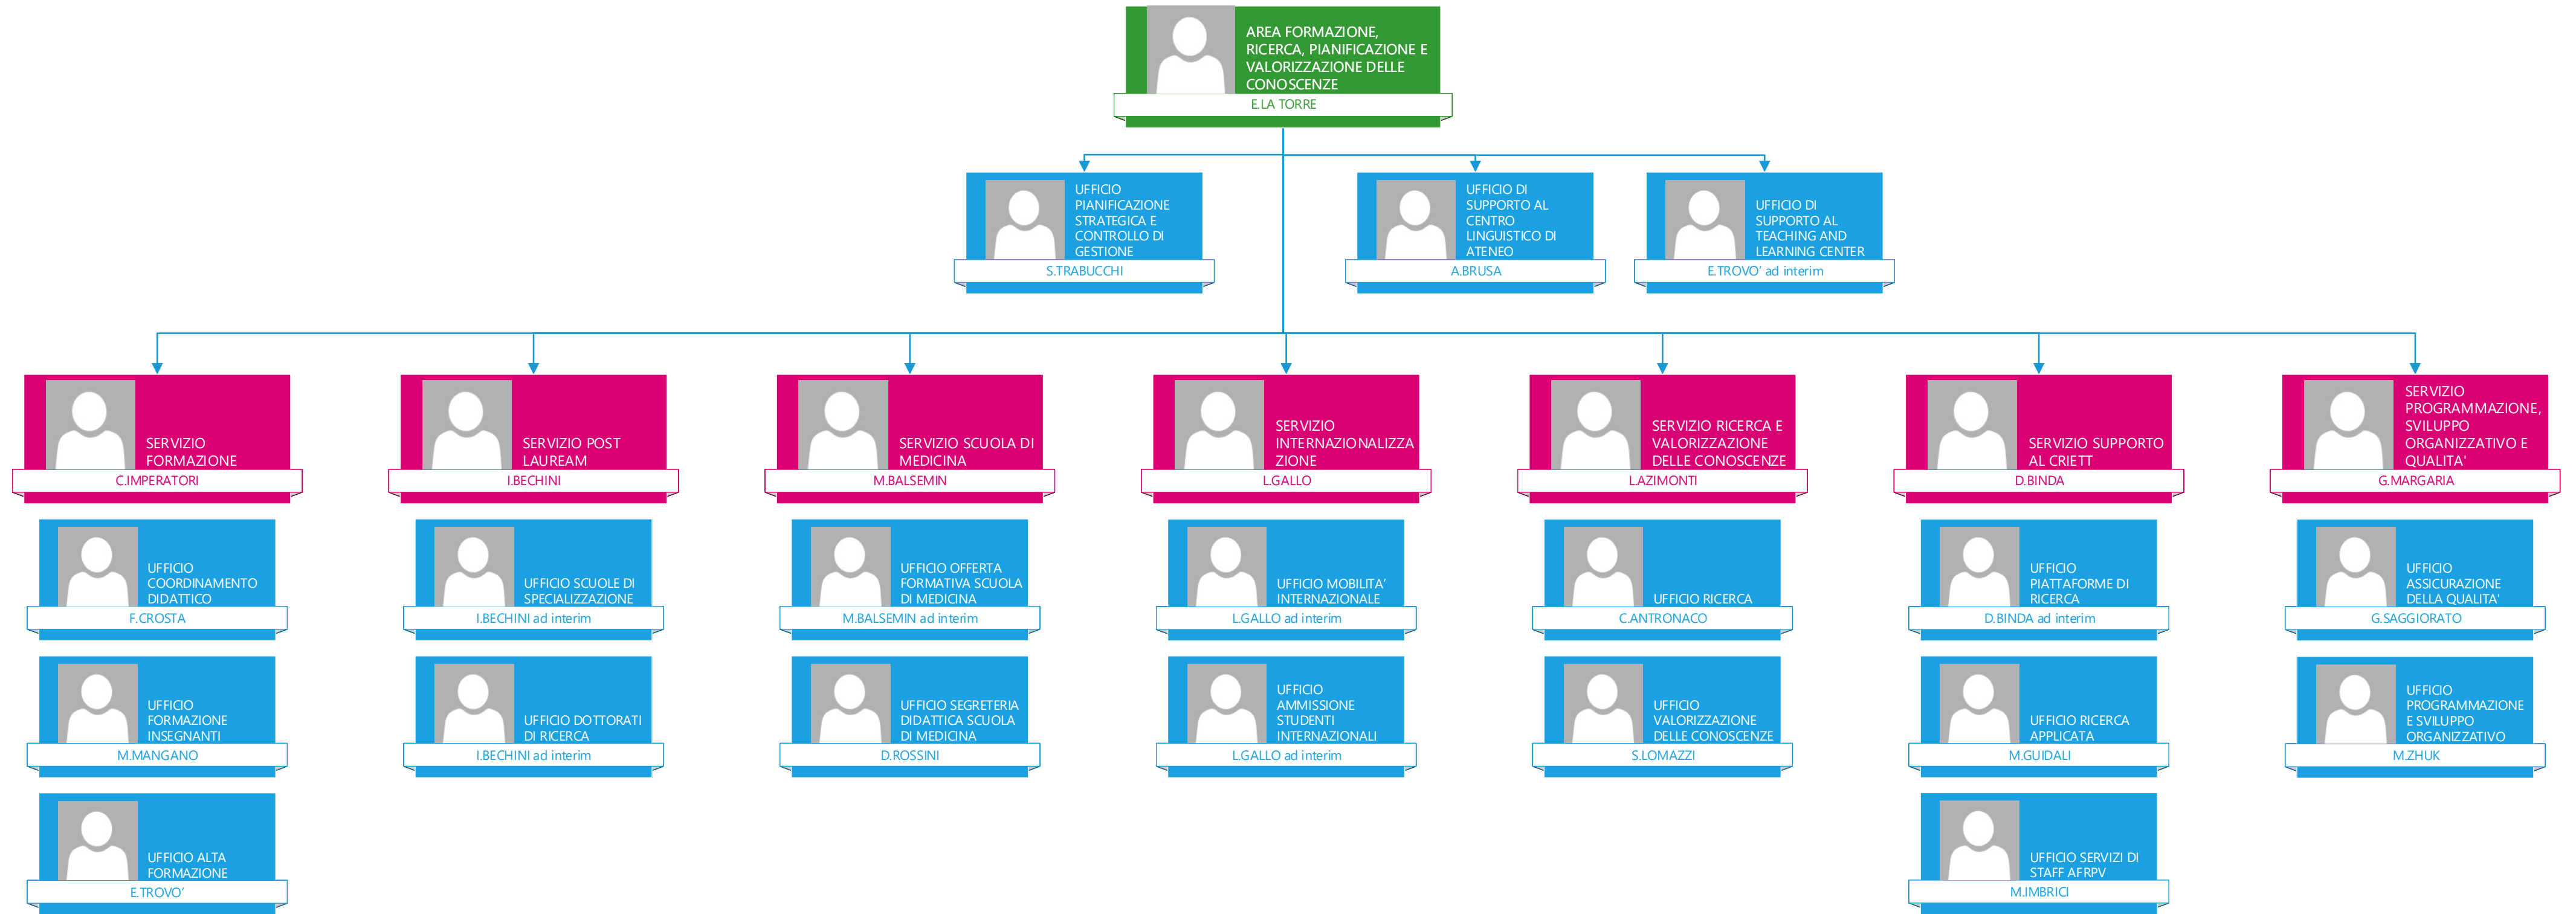 AREA FORMAZIONE,
RICERCA, PIANIFICAZIONE E
VALORIZZAZIONE DELLE
CONOSCENZE
E.LA TORRE
UFFICIO
PIANIFICAZIONE
STRATEGICA E
CONTROLLO DI
GESTIONE
S.TRABUCCHI
UFFICIO DI
SUPPORTO AL
CENTRO
LINGUISTICO DI
ATENEO
A.BRUSA
UFFICIO DI
SUPPORTO AL
TEACHING AND
LEARNING CENTER
E.TROVO’ ad interim
SERVIZIO
FORMAZIONE
C.IMPERATORI
SERVIZIO POST
LAUREAM
I.BECHINI
SERVIZIO SCUOLA DI
MEDICINA
M.BALSEMIN
SERVIZIO
INTERNAZIONALIZZA
ZIONE
L.GALLO
SERVIZIO RICERCA E
VALORIZZAZIONE
DELLE CONOSCENZE
L.AZIMONTI
SERVIZIO SUPPORTO
AL CRIETT
D.BINDA
SERVIZIO
PROGRAMMAZIONE,
SVILUPPO
ORGANIZZATIVO E
QUALITA'
G.MARGARIA
UFFICIO
COORDINAMENTO
DIDATTICO
F.CROSTA
UFFICIO SCUOLE DI
SPECIALIZZAZIONE
I.BECHINI ad interim
UFFICIO OFFERTA
FORMATIVA SCUOLA
DI MEDICINA
M.BALSEMIN ad interim
UFFICIO MOBILITA’
INTERNAZIONALE
L.GALLO ad interim
UFFICIO RICERCA
C.ANTRONACO
UFFICIO
PIATTAFORME DI
RICERCA
D.BINDA ad interim
UFFICIO
ASSICURAZIONE
DELLA QUALITA’
G.SAGGIORATO
UFFICIO
FORMAZIONE
INSEGNANTI
M.MANGANO
UFFICIO DOTTORATI
DI RICERCA
I.BECHINI ad interim
UFFICIO SEGRETERIA
DIDATTICA SCUOLA
DI MEDICINA
D.ROSSINI
UFFICIO
AMMISSIONE
STUDENTI
INTERNAZIONALI
L.GALLO ad interim
UFFICIO
VALORIZZAZIONE
DELLE CONOSCENZE
S.LOMAZZI
UFFICIO RICERCA
APPLICATA
M.GUIDALI
UFFICIO
PROGRAMMAZIONE
E SVILUPPO
ORGANIZZATIVO
M.ZHUK
UFFICIO ALTA
FORMAZIONE
E.TROVO’
UFFICIO SERVIZI DI
STAFF AFRPV
M.IMBRICI